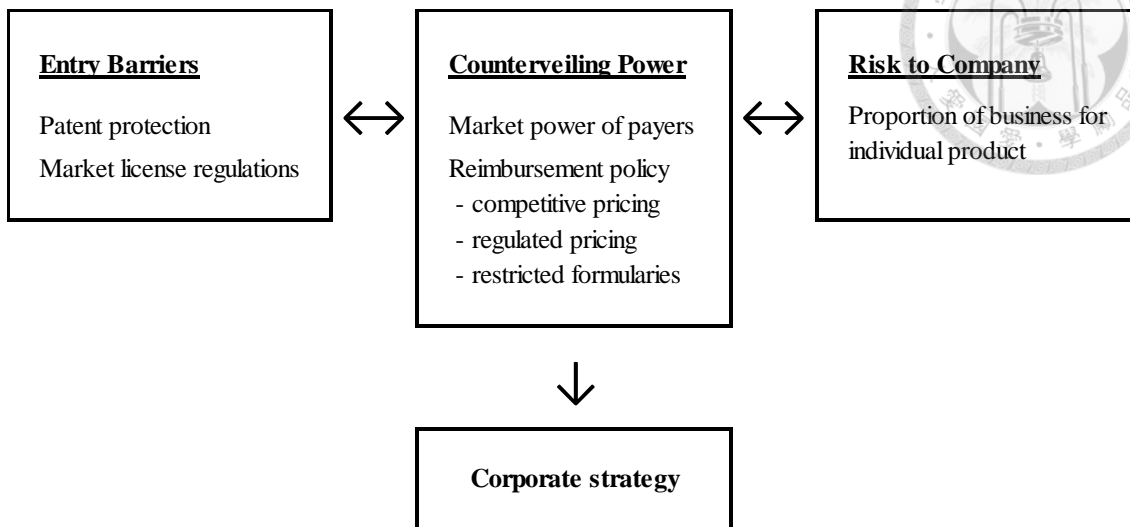 Entry Barriers
Patent protection
Market license regulations
Counterveiling Power
Market power of payers
Reimbursement policy
- competitive pricing
- regulated pricing
- restricted formularies
Risk to Company
Proportion of business for
individual product
Corporate strategy